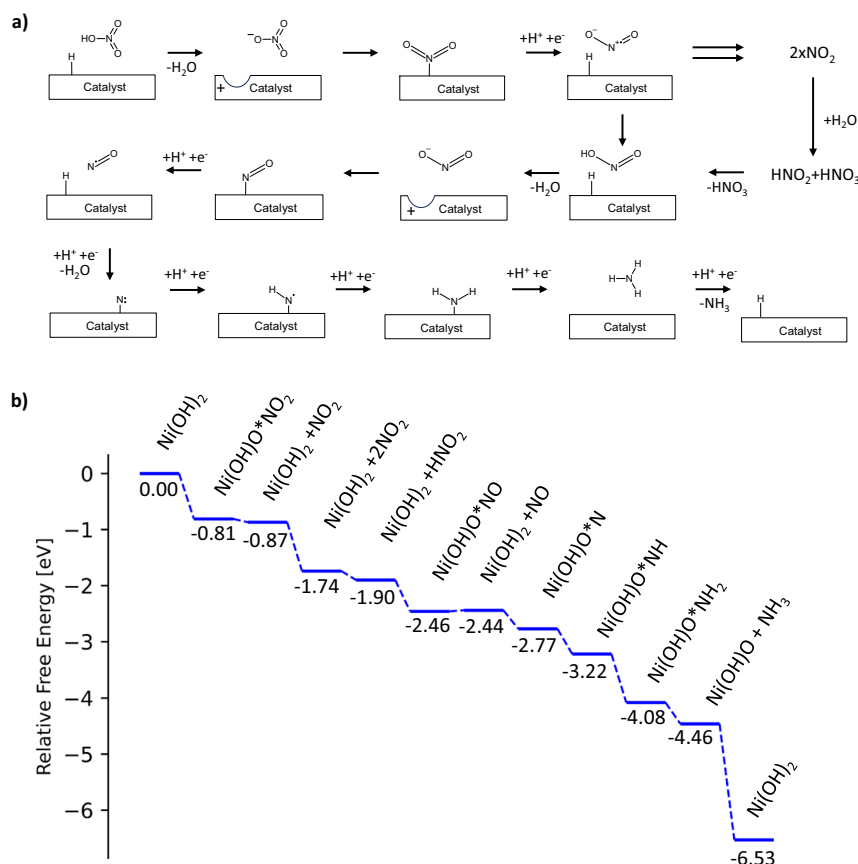 a)
O
HO N O
H
Catalyst
-H₂O
⁻O N O
O
+ Catalyst
O N O
Catalyst
+H⁺ +e⁻
O⁻ N O
H
Catalyst
2xNO₂
+H₂O
HNO₂+HNO₃
-HNO₃
HO N O
H
Catalyst
-H₂O
O⁻ N O
+ Catalyst
N O
Catalyst
+H⁺ +e⁻
N O
H
Catalyst
+H⁺ +e⁻
-H₂O
N:
Catalyst
+H⁺ +e⁻
H N
Catalyst
+H⁺ +e⁻
H N H
Catalyst
+H⁺ +e⁻
H
H–N
H
Catalyst
+H⁺ +e⁻
-NH₃
H
Catalyst
b)
Relative Free Energy [eV]
0
−1
−2
−3
−4
−5
−6
Ni(OH)₂
0.00
Ni(OH)O*NO₂
-0.81
Ni(OH)₂ +NO₂
-0.87
Ni(OH)₂ +2NO₂
-1.74
Ni(OH)₂ +HNO₂
-1.90
Ni(OH)O*NO
-2.46
Ni(OH)₂ +NO
-2.44
Ni(OH)O*N
-2.77
Ni(OH)O*NH
-3.22
Ni(OH)O*NH₂
-4.08
Ni(OH)O + NH₃
-4.46
Ni(OH)₂
-6.53